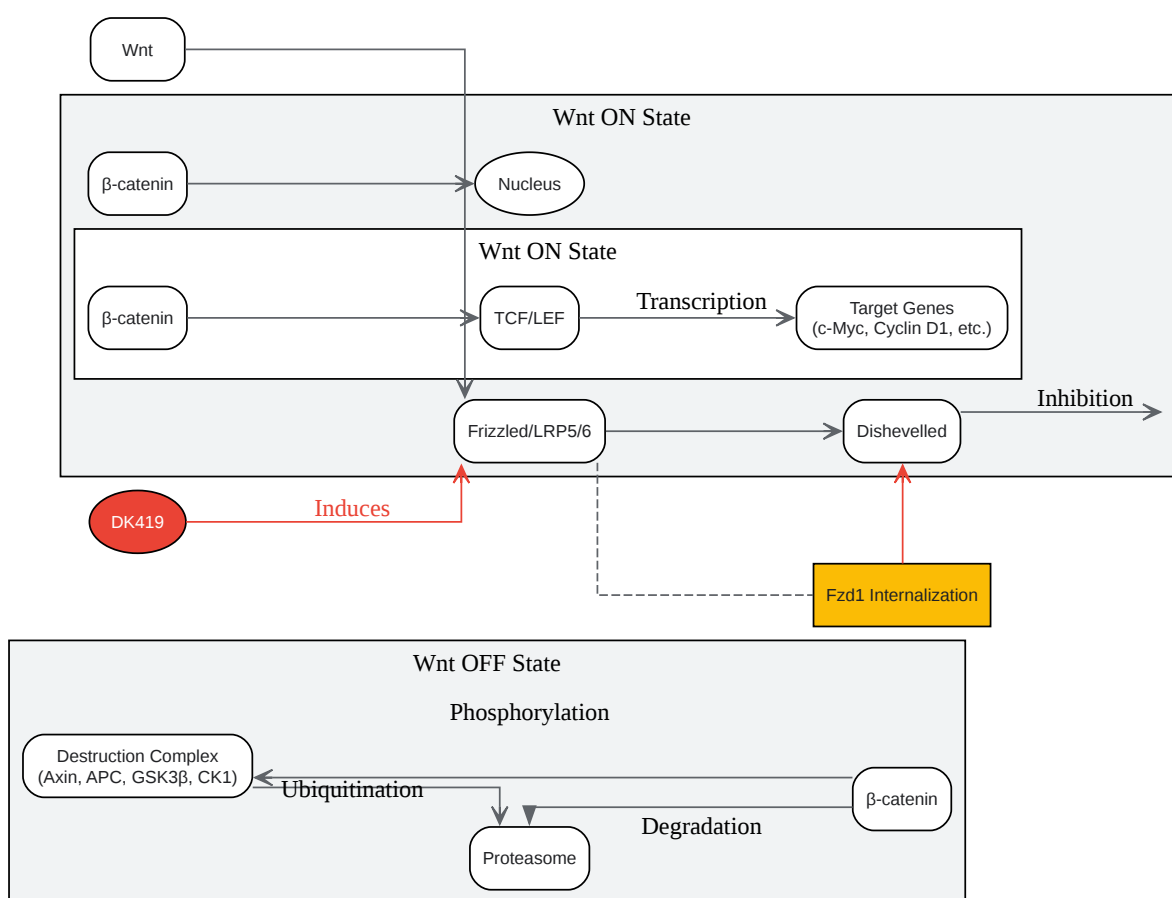 Wnt
Wnt ON State
β-catenin
Nucleus
Wnt ON State
β-catenin
TCF/LEF
Transcription
Target Genes
(c-Myc, Cyclin D1, etc.)
Frizzled/LRP5/6
Dishevelled
Inhibition
DK419
Induces
Fzd1 Internalization
Wnt OFF State
Phosphorylation
Destruction Complex
(Axin, APC, GSK3β, CK1)
Ubiquitination
β-catenin
Degradation
Proteasome